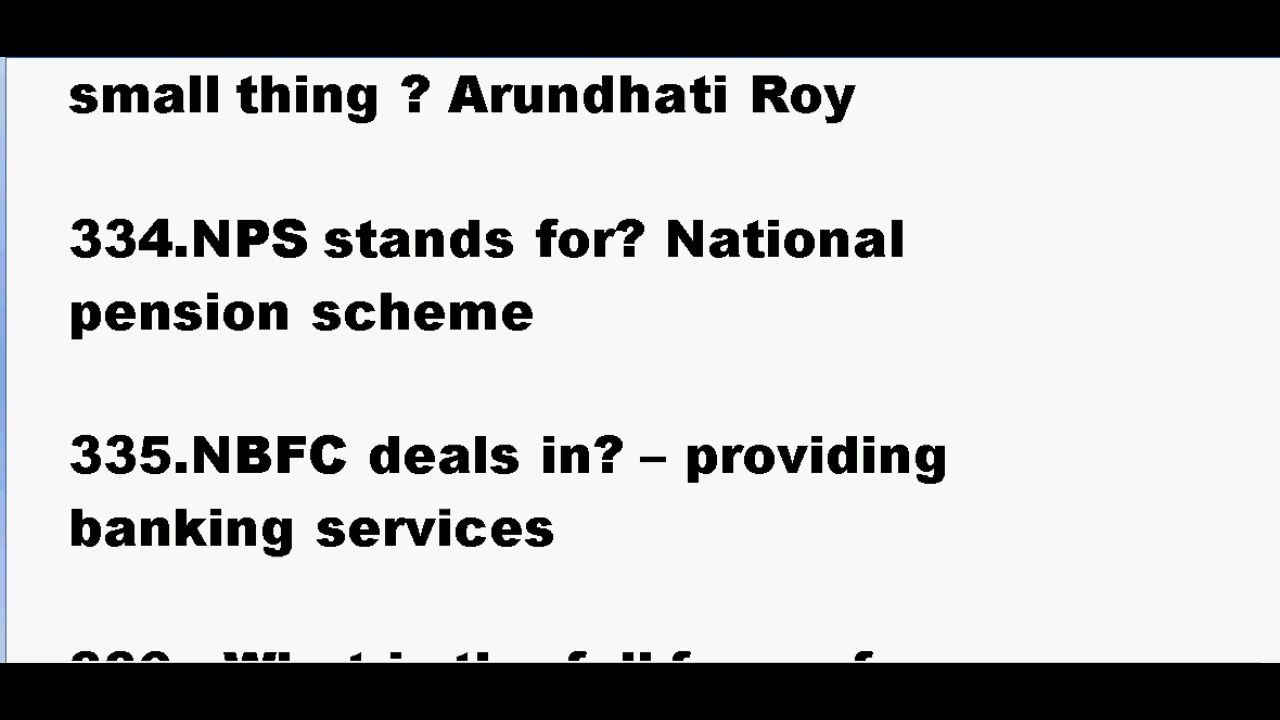 small thing ? Arundhati Roy
334.NPS stands for? National
pension scheme
335.NBFC deals in? – providing
banking services